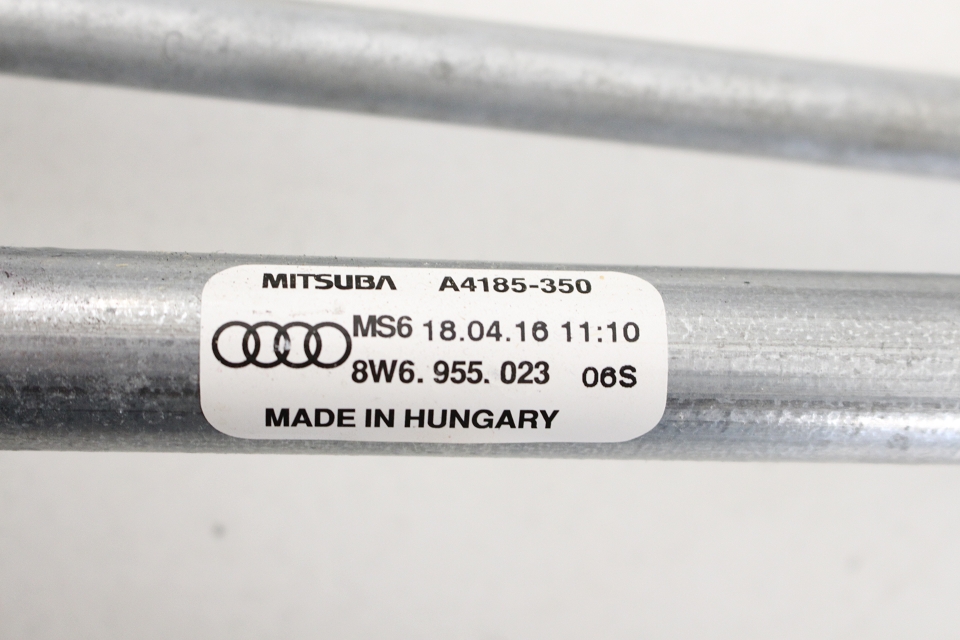 MITSUBA A4185-350
MS6 18.04.16 11:10
8W6. 955. 023 06S
MADE IN HUNGARY